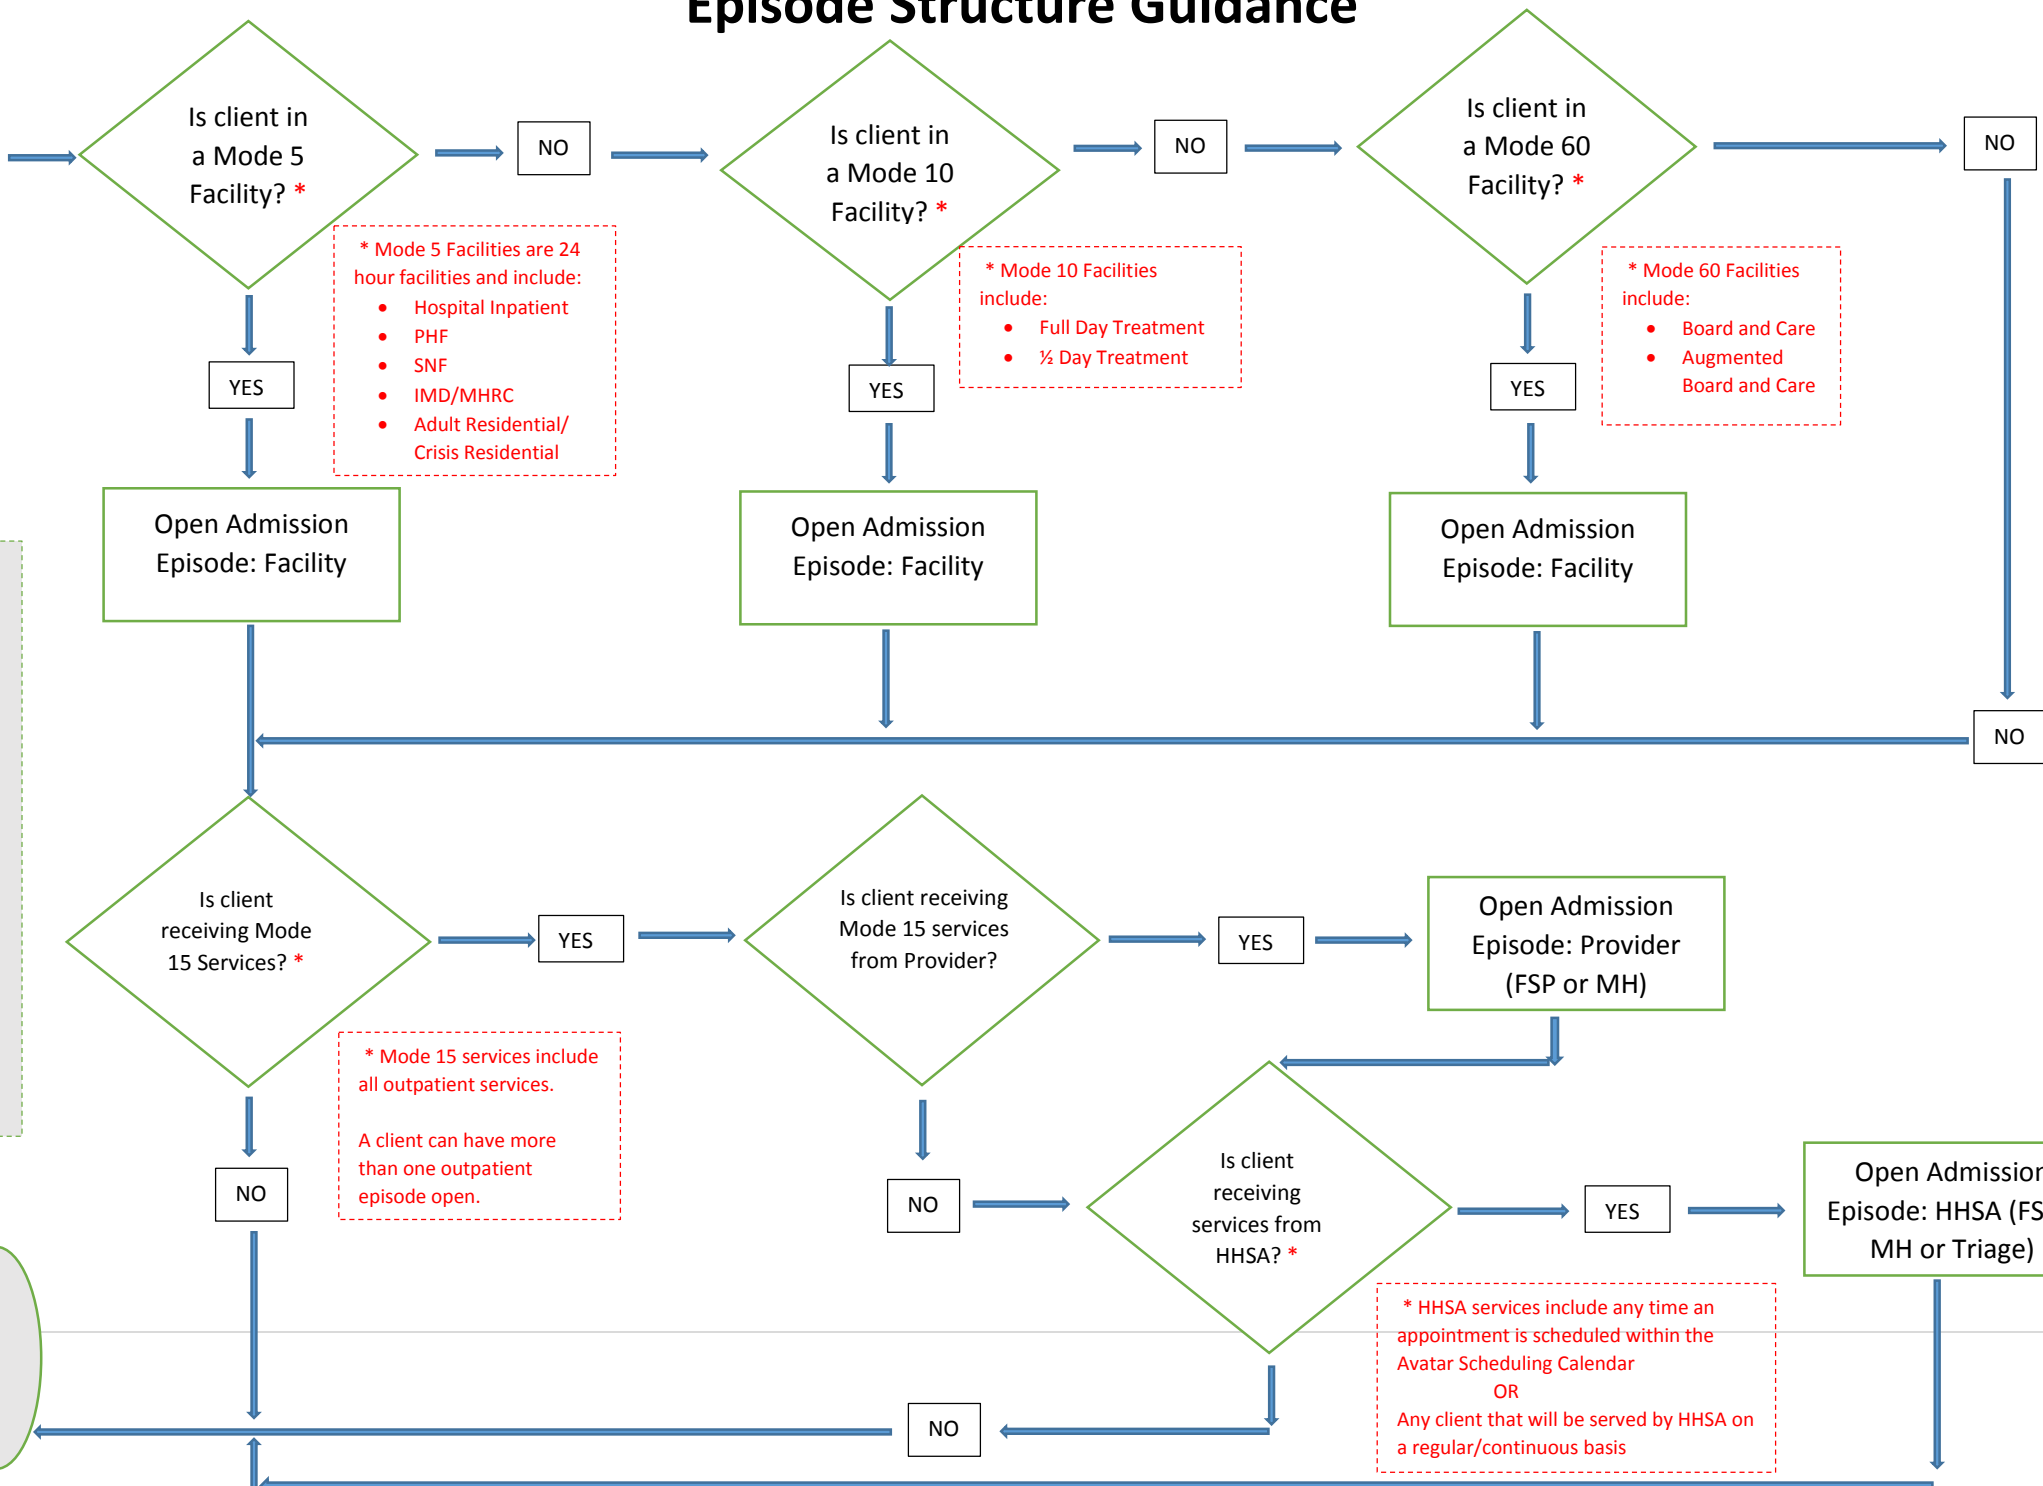 Episode Structure Guidance
Is client in
a Mode 5
Facility? *
NO
Is client in
a Mode 10
Facility? *
NO
Is client in
a Mode 60
Facility? *
NO
* Mode 5 Facilities are 24
hour facilities and include:
• Hospital Inpatient
• PHF
• SNF
• IMD/MHRC
• Adult Residential/
Crisis Residential
* Mode 10 Facilities
include:
• Full Day Treatment
• ½ Day Treatment
* Mode 60 Facilities
include:
• Board and Care
• Augmented
Board and Care
YES
YES
YES
Open Admission
Episode: Facility
Open Admission
Episode: Facility
Open Admission
Episode: Facility
NO
Is client
receiving Mode
15 Services? *
YES
Is client receiving
Mode 15 services
from Provider?
YES
Open Admission
Episode: Provider
(FSP or MH)
* Mode 15 services include
all outpatient services.
A client can have more
than one outpatient
episode open.
NO
NO
Is client
receiving
services from
HHSA? *
YES
Open Admission
Episode: HHSA (FS
MH or Triage)
* HHSA services include any time an
appointment is scheduled within the
Avatar Scheduling Calendar
OR
Any client that will be served by HHSA on
a regular/continuous basis
NO